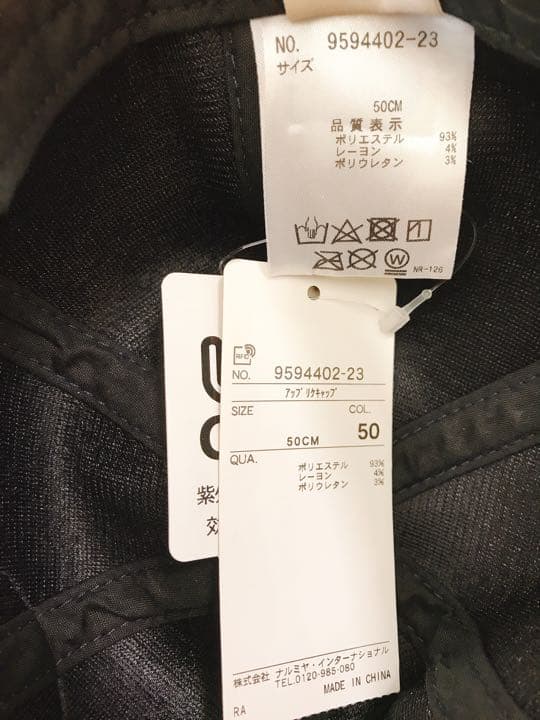 NO. 9594402-23
サイズ
50CM
品質表示
ポリエステル 93%
レーヨン 4%
ポリウレタン 3%
W
NR-126
RFID
NO. 9594402-23
アップリケキャップ
SIZE COL.
50CM 50
QUA.
ポリエステル 93%
レーヨン 4%
ポリウレタン 3%
株式会社 ナルミヤ・インターナショナル
TEL.0120-985-080
MADE IN CHINA
RA
紫
効